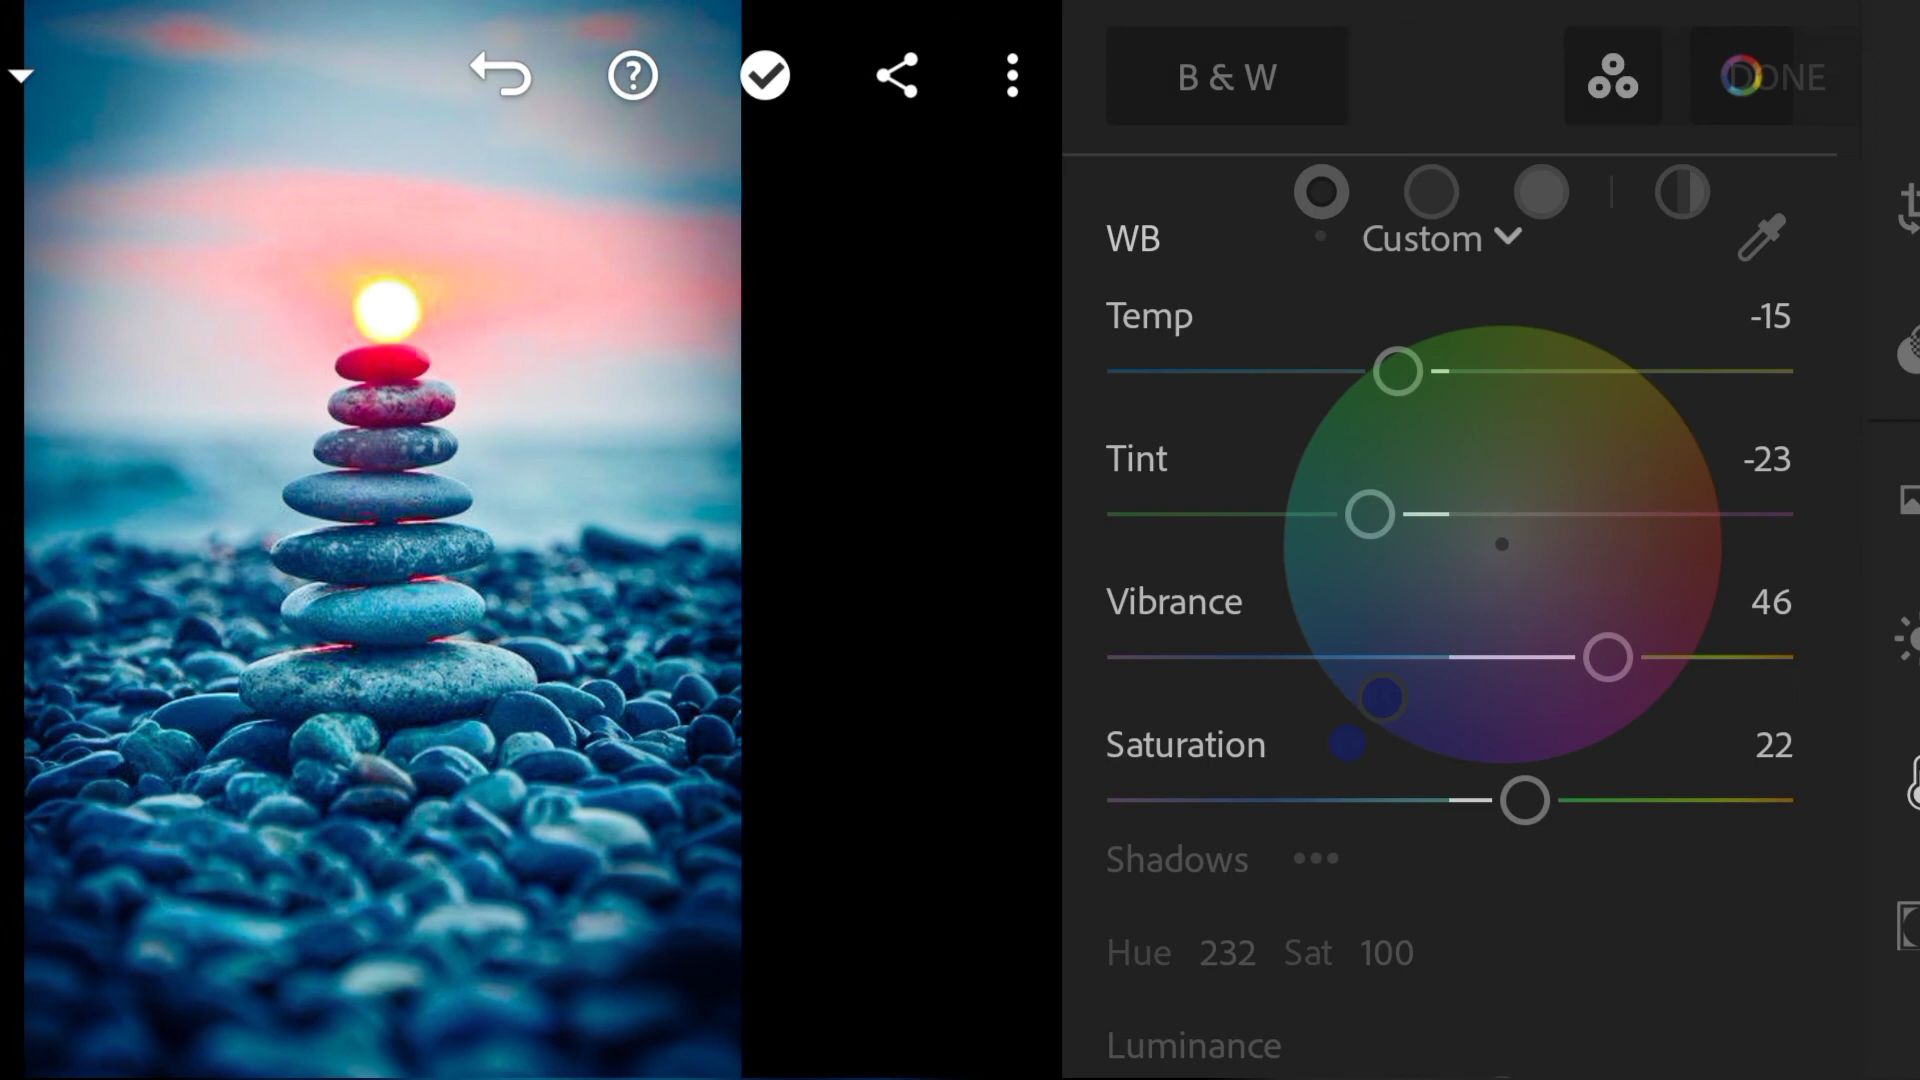 B & W
DONE
WB Custom
Temp -15
Tint -23
Vibrance 46
Saturation 22
Shadows
Hue 232 Sat 100
Luminance